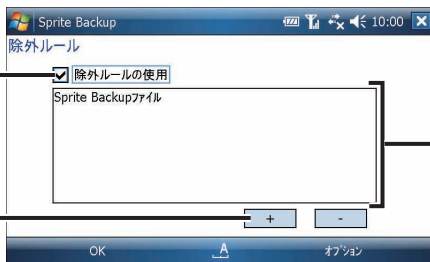 Sprite Backup 10:00
除外ルール
除外ルールの使用
Sprite Backupファイル
+ -
OK A オプション